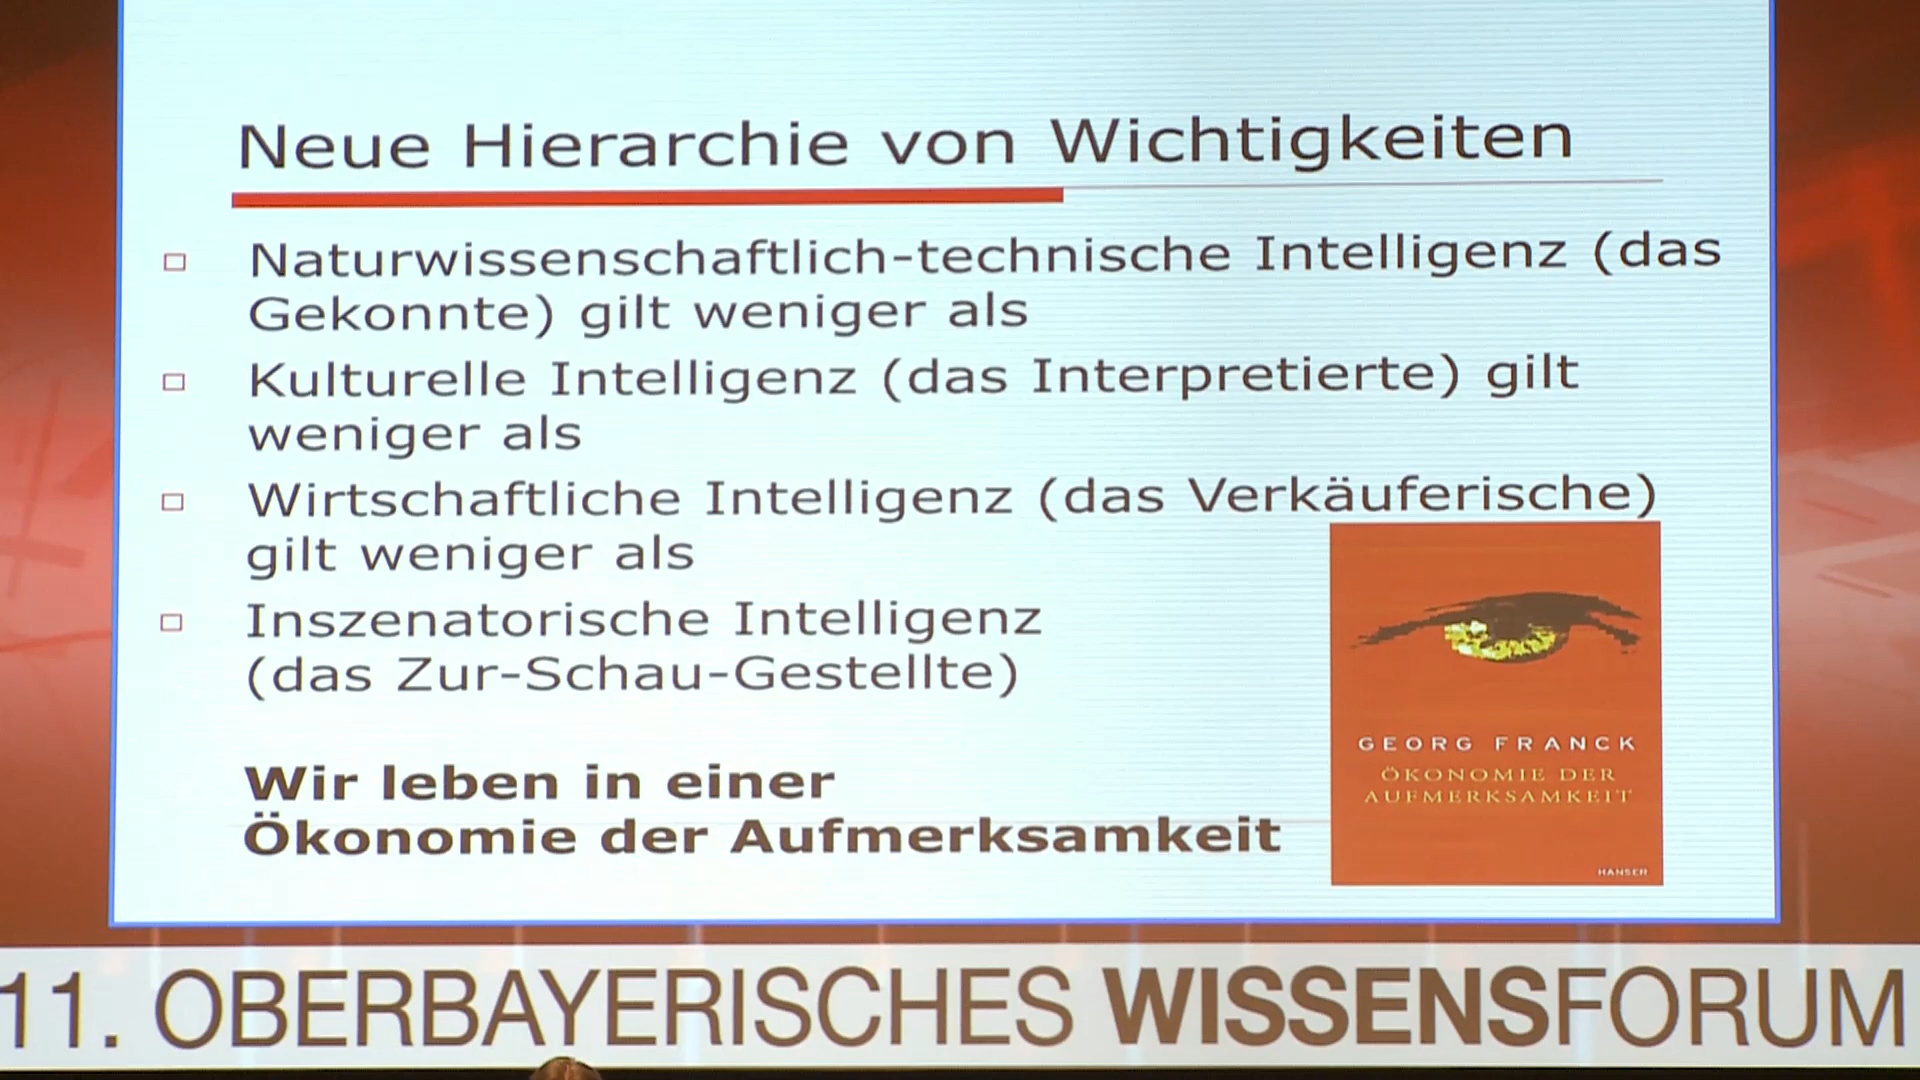 Neue Hierarchie von Wichtigkeiten
Naturwissenschaftlich-technische Intelligenz (das
Gekonnte) gilt weniger als
Kulturelle Intelligenz (das Interpretierte) gilt
weniger als
Wirtschaftliche Intelligenz (das Verkäuferische)
gilt weniger als
Inszenatorische Intelligenz
(das Zur-Schau-Gestellte)
Wir leben in einer
Ökonomie der Aufmerksamkeit
GEORG FRANCK
ÖKONOMIE DER
AUFMERKSAMKEIT
HANSER
11. OBERBAYERISCHES WISSENSFORUM